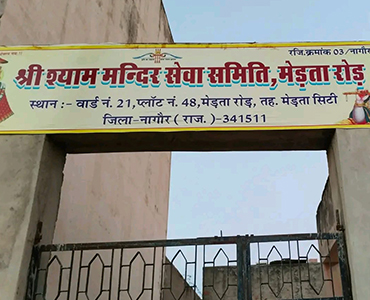 रजि.क्रमांक 03/नागौर
श्री श्याम मन्दिर सेवा समिति, मेड़ता रोड़
स्थान :- वार्ड नं. 21,प्लॉट नं. 48,मेड़ता रोड़, तह. मेड़ता सिटी
जिला-नागौर ( राज. )-341511